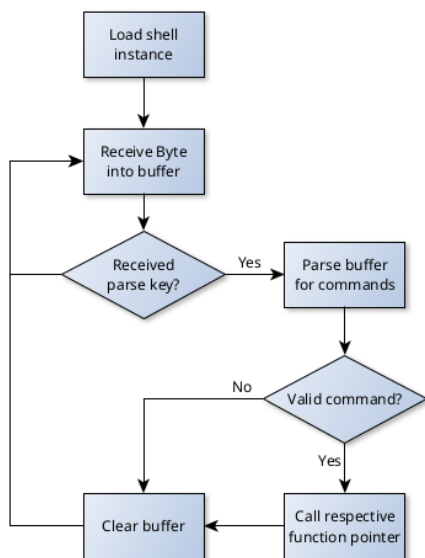 Load shell
instance
Receive Byte
into buffer
Received
parse key?
Yes
Parse buffer
for commands
Valid command?
No
Yes
Clear buffer
Call respective
function pointer